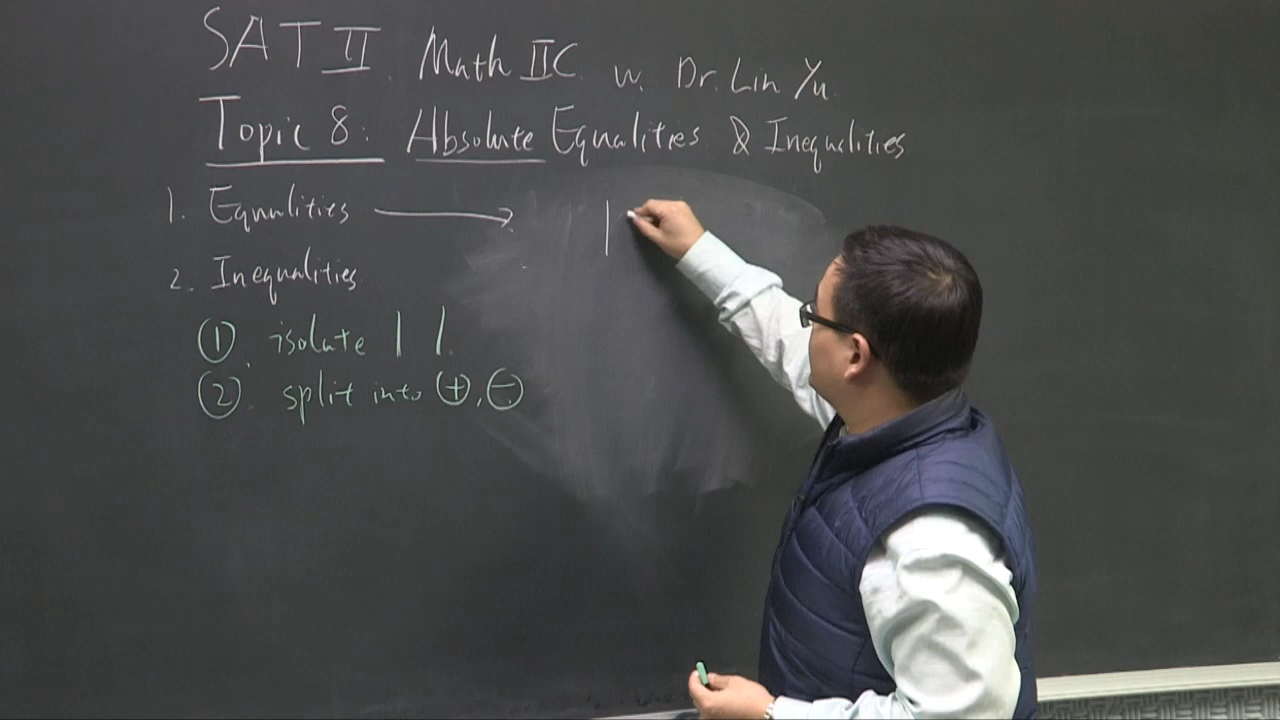 SAT II Math IIC w. Dr. Lin Yu
Topic 8: Absolute Equalities & Inequalities
1. Equalities → |
2. Inequalities
① isolate | |.
② split into ⊕, ⊖